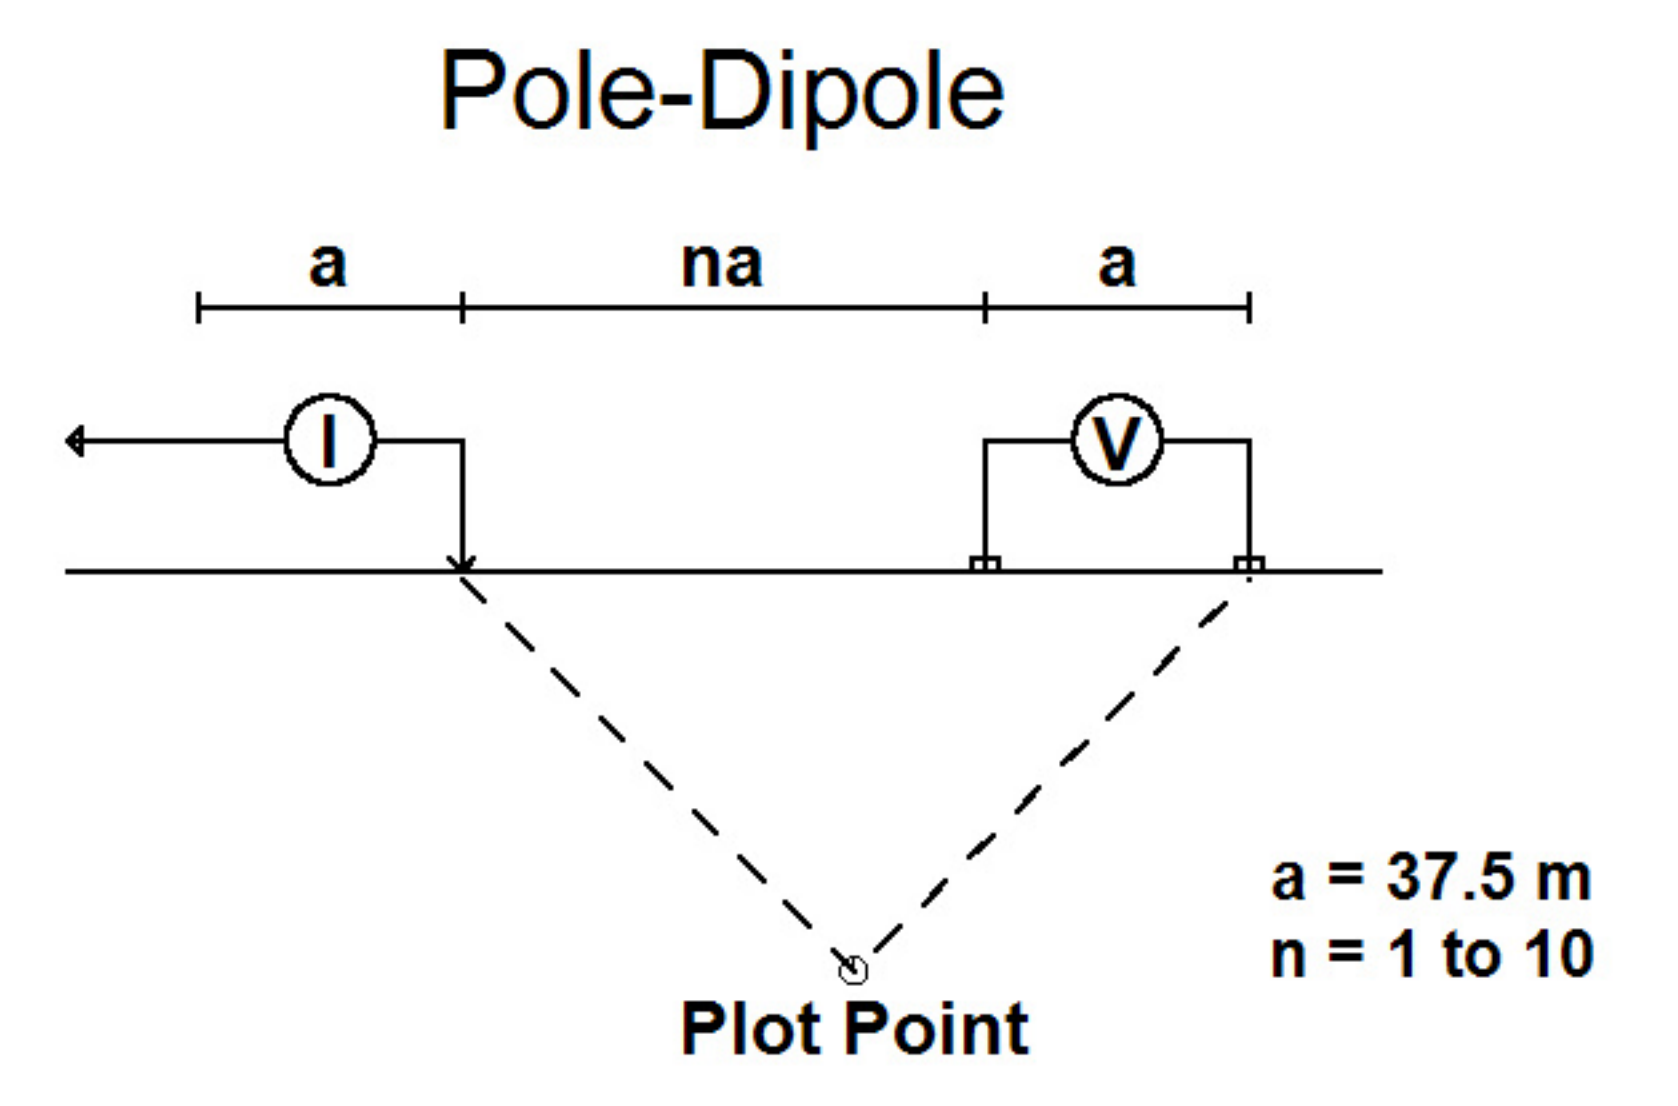 Pole-Dipole
a na a
I V
a = 37.5 m
n = 1 to 10
Plot Point